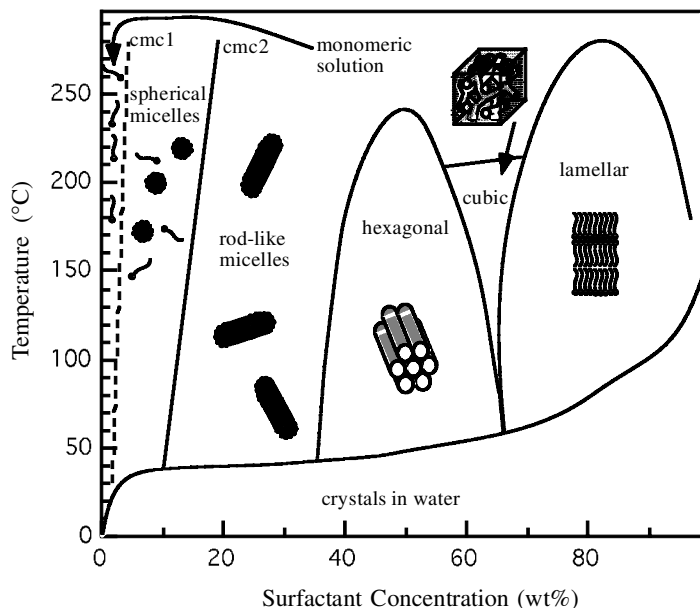 cmc1
cmc2
monomeric
solution
spherical
micelles
rod-like
micelles
hexagonal
cubic
lamellar
crystals in water
Temperature (°C)
250
200
150
100
50
0
0
20
40
60
80
Surfactant Concentration (wt%)